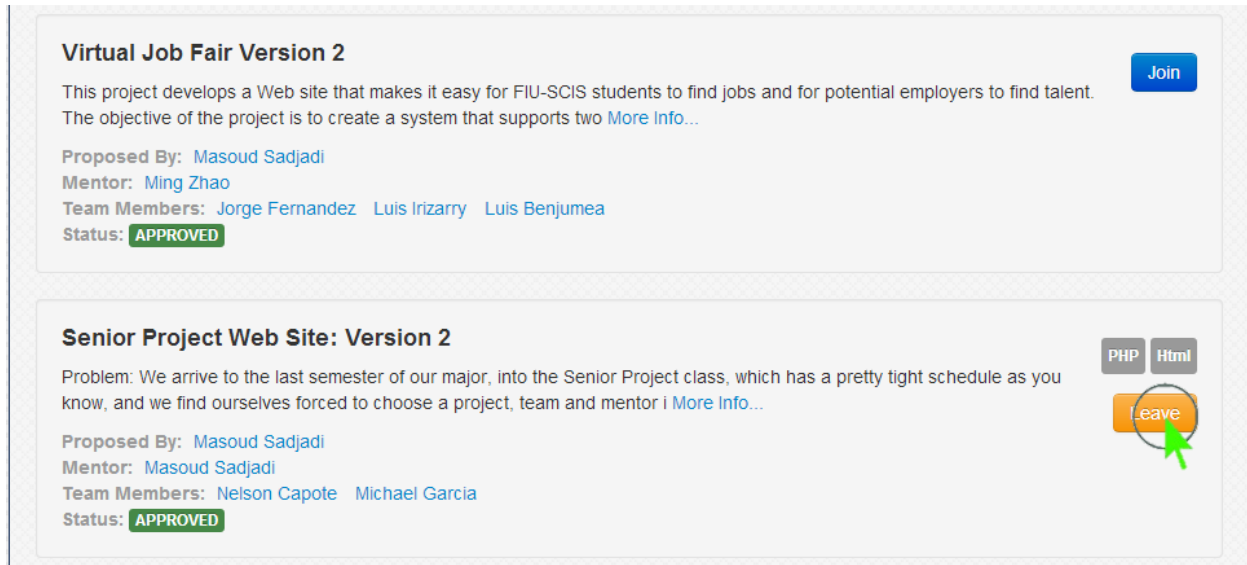 Virtual Job Fair Version 2
Join
This project develops a Web site that makes it easy for FIU-SCIS students to find jobs and for potential employers to find talent.
The objective of the project is to create a system that supports two More Info...
Proposed By: Masoud Sadjadi
Mentor: Ming Zhao
Team Members: Jorge Fernandez Luis Irizarry Luis Benjumea
Status: APPROVED
Senior Project Web Site: Version 2
PHP Html
Problem: We arrive to the last semester of our major, into the Senior Project class, which has a pretty tight schedule as you
know, and we find ourselves forced to choose a project, team and mentor i More Info...
Leave
Proposed By: Masoud Sadjadi
Mentor: Masoud Sadjadi
Team Members: Nelson Capote Michael Garcia
Status: APPROVED